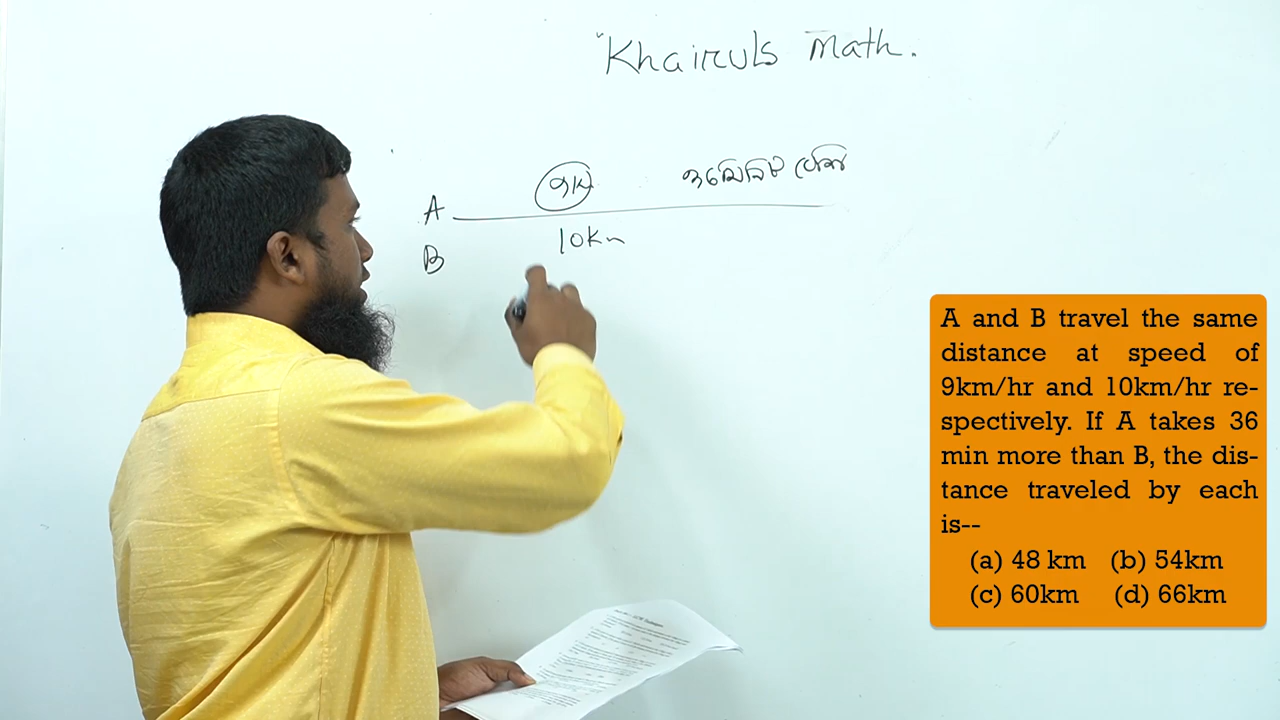 Khairuls Math.
A
10km
B
A and B travel the same
distance at speed of
9km/hr and 10km/hr re-
spectively. If A takes 36
min more than B, the dis-
tance traveled by each
is--
(a) 48 km (b) 54km
(c) 60km (d) 66km